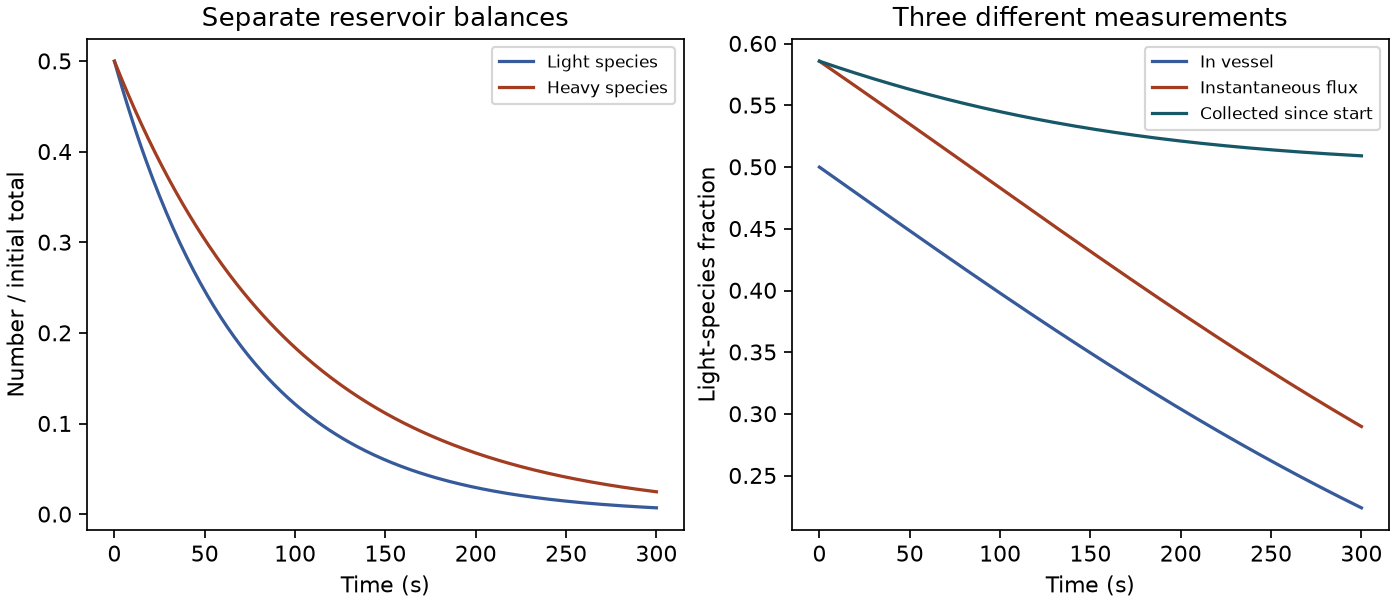 Separate reservoir balances
Number / initial total
0.5
0.4
0.3
0.2
0.1
0.0
Light species
Heavy species
0
50
100
150
200
250
300
Time (s)
Three different measurements
Light-species fraction
0.60
0.55
0.50
0.45
0.40
0.35
0.30
0.25
In vessel
Instantaneous flux
Collected since start
0
50
100
150
200
250
300
Time (s)